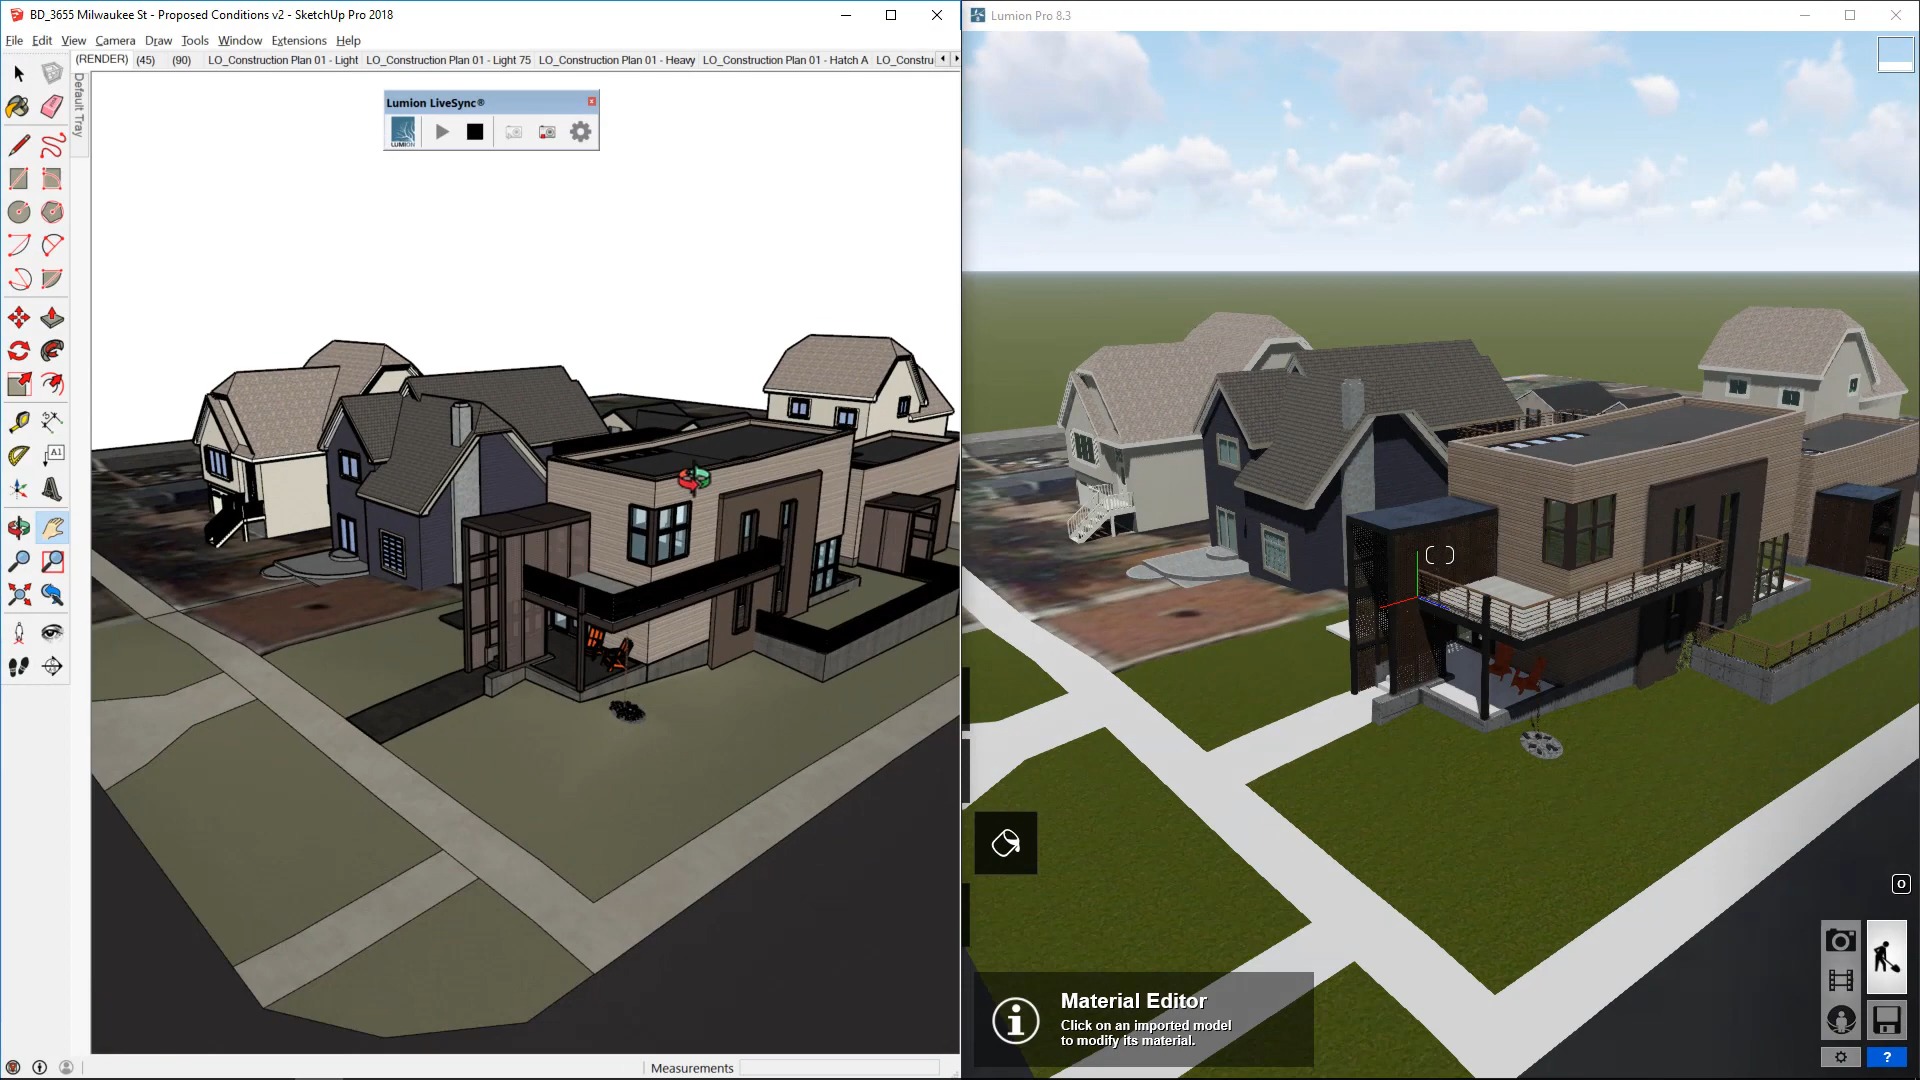 BD_3655 Milwaukee St - Proposed Conditions v2 - SketchUp Pro 2018
File Edit View Camera Draw Tools Window Extensions Help
(RENDER) (45) (90) LO_Construction Plan 01 - Light LO_Construction Plan 01 - Light 75 LO_Construction Plan 01 - Heavy LO_Construction Plan 01 - Hatch A LO_Constru
Default Tray
Lumion LiveSync®
LUMION
A1
Measurements
Lumion Pro 8.3
O
Material Editor
Click on an imported model
to modify its material.
?